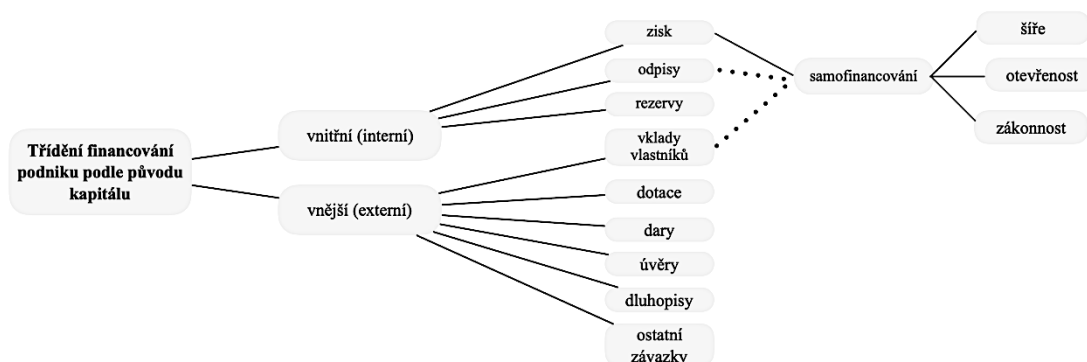 Třídění financování
podniku podle původu
kapitálu
vnitřní (interní)
vnější (externí)
zisk
odpisy
rezervy
vklady
vlastníků
dotace
dary
úvěry
dluhopisy
ostatní
závazky
samofinancování
šíře
otevřenost
zákonnost